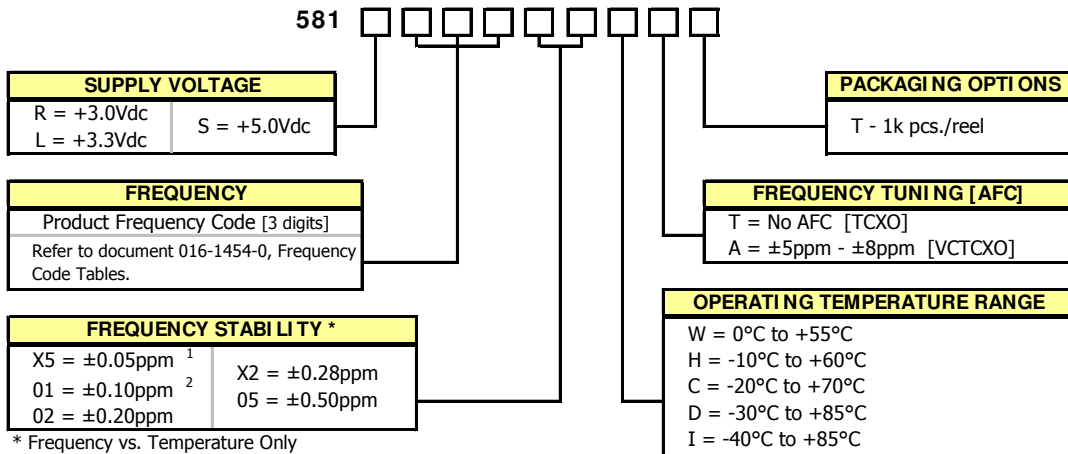 581
SUPPLY VOLTAGE
R = +3.0Vdc
L = +3.3Vdc
S = +5.0Vdc
PACKAGING OPTIONS
T - 1k pcs./reel
FREQUENCY
Product Frequency Code [3 digits]
Refer to document 016-1454-0, Frequency
Code Tables.
FREQUENCY TUNING [AFC]
T = No AFC [TCXO]
A = ±5ppm - ±8ppm [VCTCXO]
FREQUENCY STABILITY *
X5 = ±0.05ppm 1
01 = ±0.10ppm 2
02 = ±0.20ppm
X2 = ±0.28ppm
05 = ±0.50ppm
* Frequency vs. Temperature Only
OPERATING TEMPERATURE RANGE
W = 0°C to +55°C
H = -10°C to +60°C
C = -20°C to +70°C
D = -30°C to +85°C
I = -40°C to +85°C